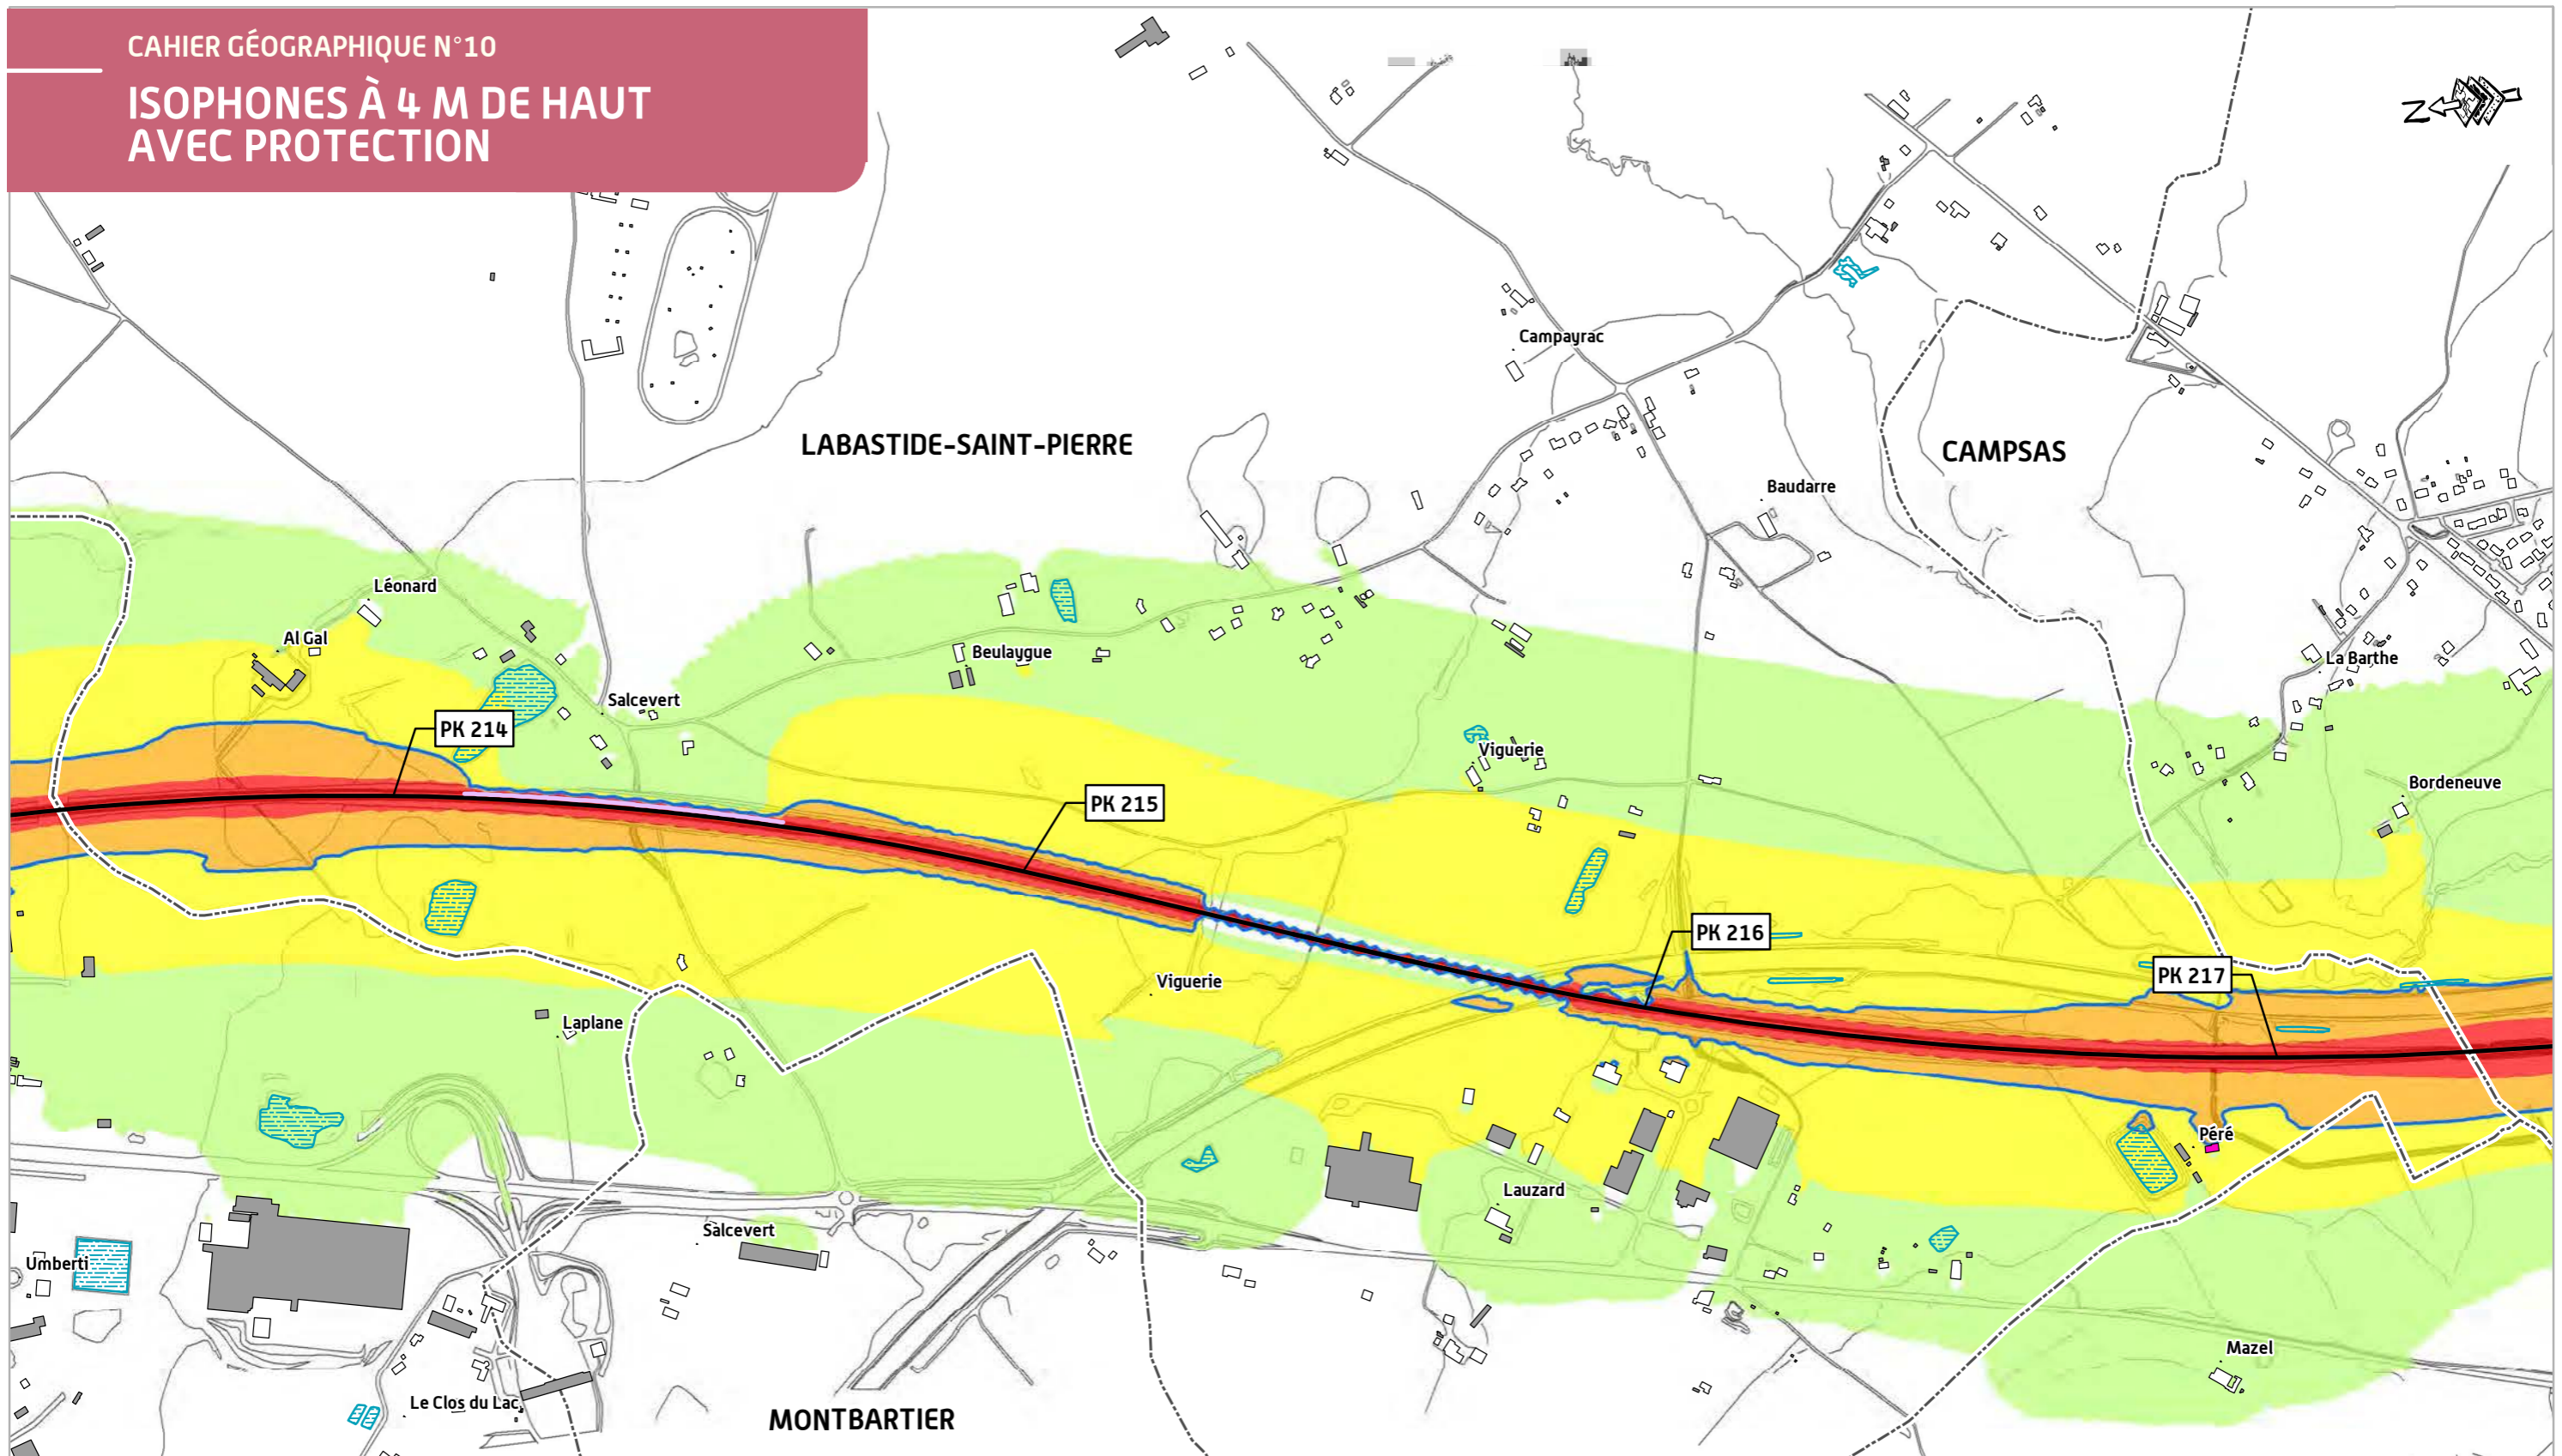 CAHIER GÉOGRAPHIQUE N°10
ISOPHONES À 4 M DE HAUT
AVEC PROTECTION
N
Campayrac
LABASTIDE-SAINT-PIERRE
CAMPSAS
Baudarre
Léonard
Al Gal
Beulaygue
La Barthe
Salcevert
PK 214
Viguerie
Bordeneuve
PK 215
PK 216
PK 217
Viguerie
Laplane
Péré
Lauzard
Salcevert
Umberti
Mazel
Le Clos du Lac
MONTBARTIER